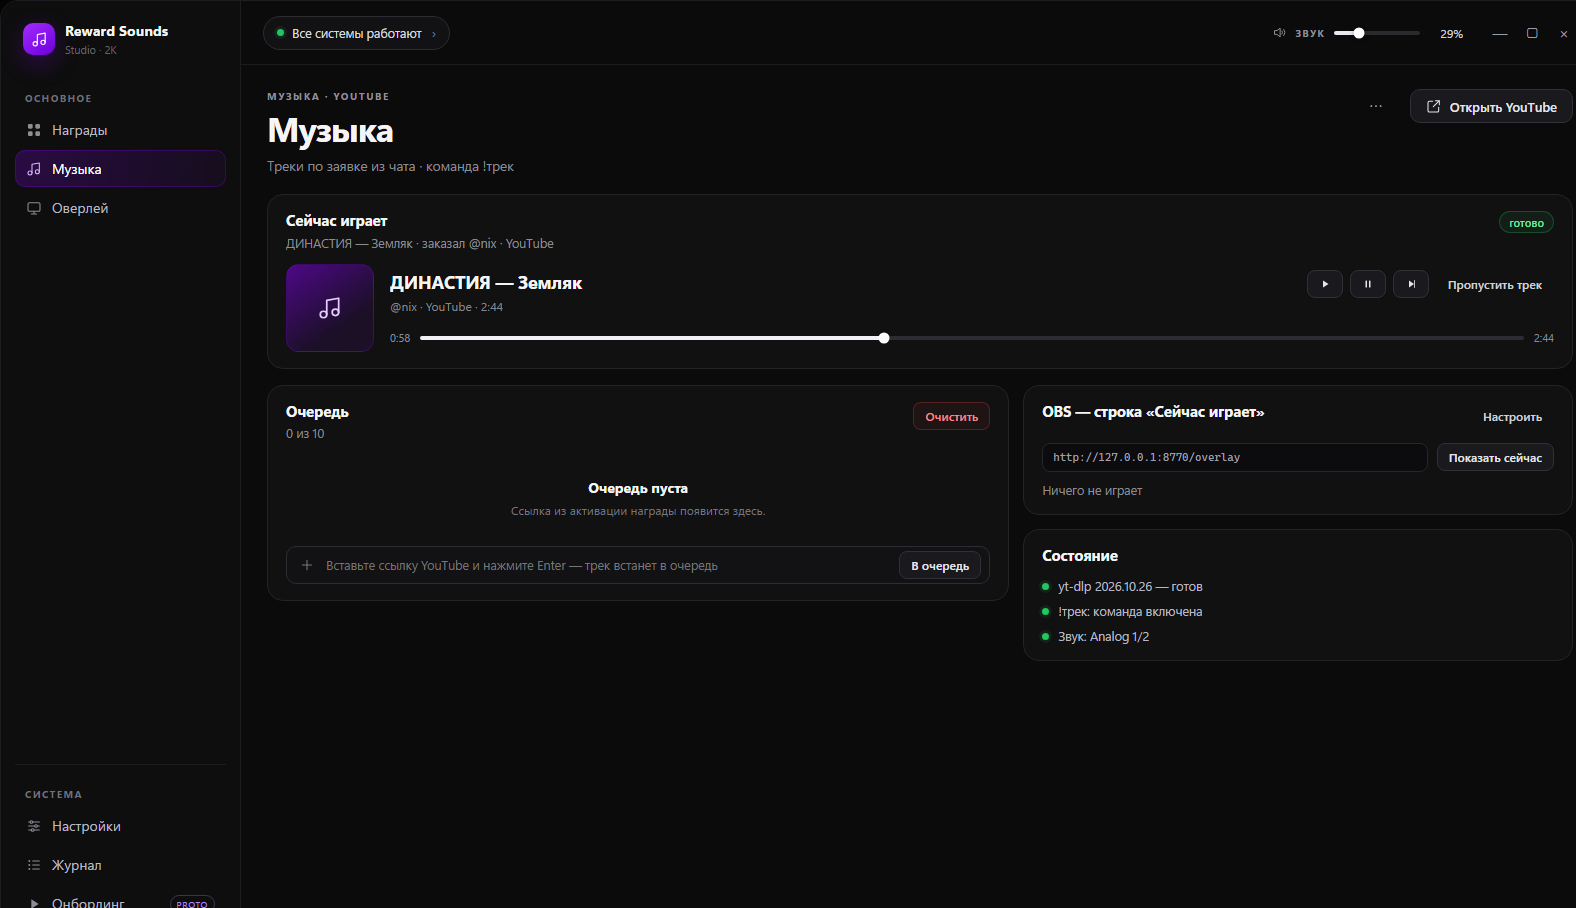 Reward Sounds
Studio · 2K
ОСНОВНОЕ
Награды
Музыка
Оверлей
СИСТЕМА
Настройки
Журнал
Онбординг PROTO
Все системы работают ›
ЗВУК 29%
МУЗЫКА · YOUTUBE
Музыка
Треки по заявке из чата · команда !трек
Открыть YouTube
Сейчас играет
ДИНАСТИЯ — Земляк · заказал @nix · YouTube
готово
ДИНАСТИЯ — Земляк
@nix · YouTube · 2:44
Пропустить трек
0:58 2:44
Очередь
0 из 10
Очистить
Очередь пуста
Ссылка из активации награды появится здесь.
Вставьте ссылку YouTube и нажмите Enter — трек встанет в очередь
В очередь
OBS — строка «Сейчас играет»
Настроить
http://127.0.0.1:8770/overlay
Показать сейчас
Ничего не играет
Состояние
yt-dlp 2026.10.26 — готов
!трек: команда включена
Звук: Analog 1/2